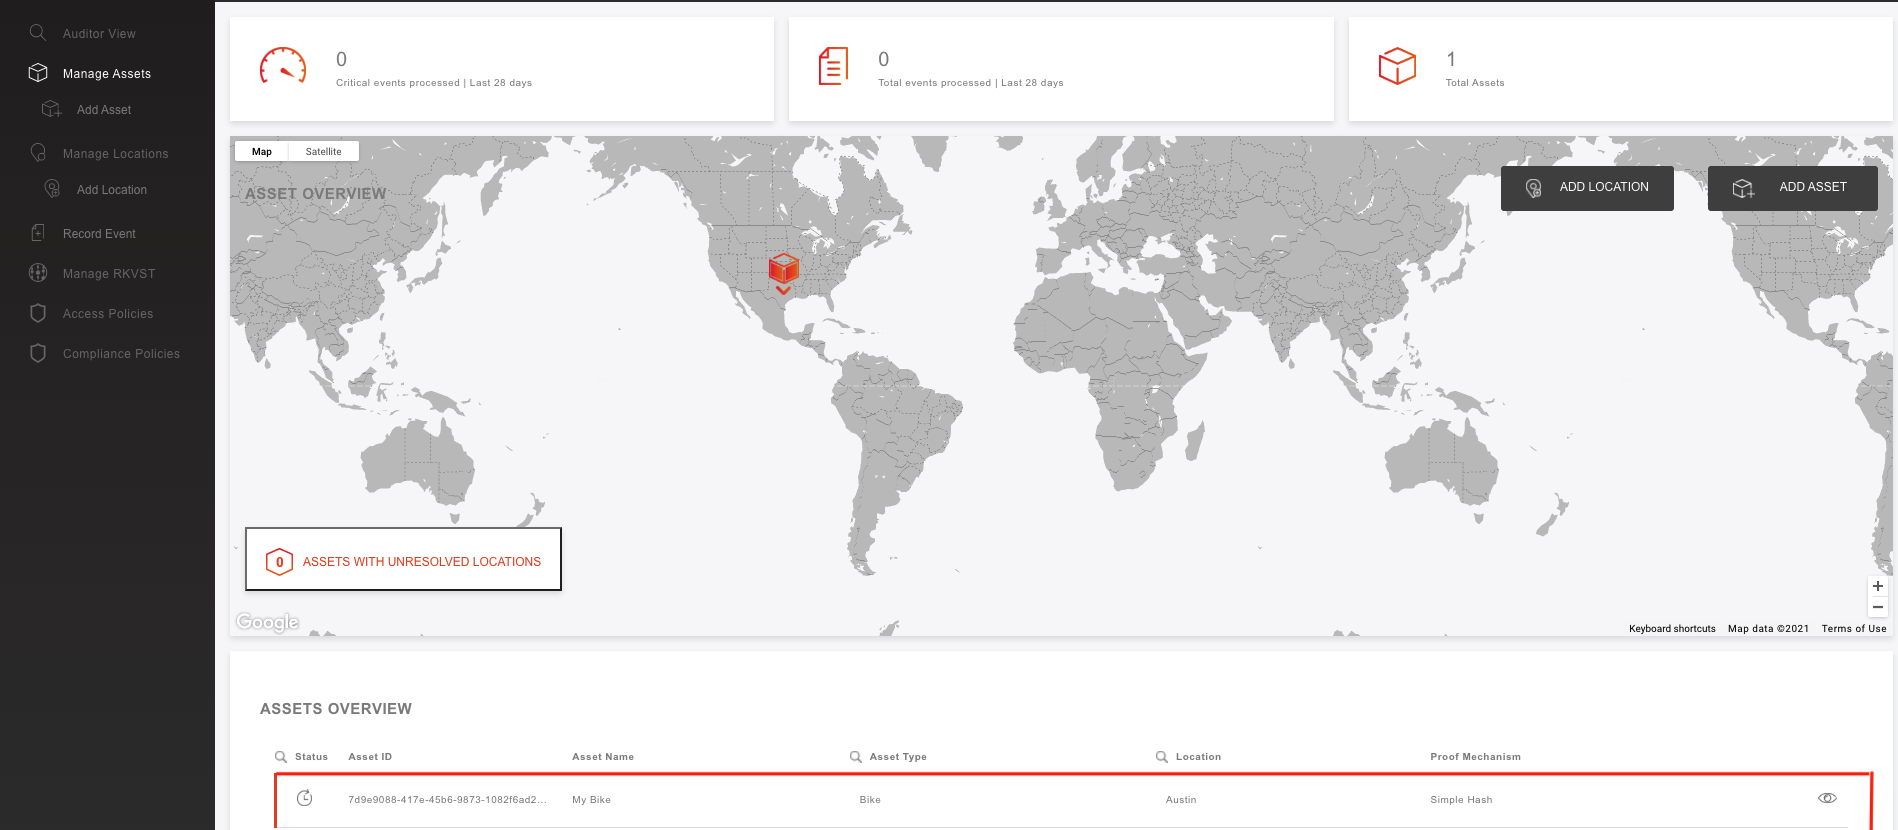 Auditor View
Manage Assets
Add Asset
Manage Locations
Add Location
Record Event
Manage RKVST
Access Policies
Compliance Policies
0
Critical events processed | Last 28 days
0
Total events processed | Last 28 days
1
Total Assets
Map Satellite
ASSET OVERVIEW
ADD LOCATION
ADD ASSET
0 ASSETS WITH UNRESOLVED LOCATIONS
Google
+
−
Keyboard shortcuts Map data ©2021 Terms of Use
ASSETS OVERVIEW
Status Asset ID Asset Name Asset Type Location Proof Mechanism
7d9e9088-417e-45b6-9873-1082f6ad2... My Bike Bike Austin Simple Hash